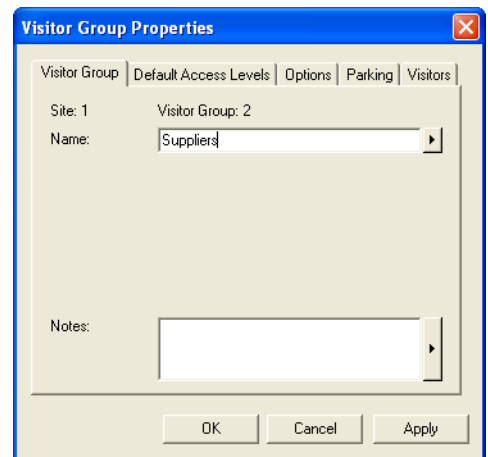 Visitor Group Properties
Visitor Group Default Access Levels Options Parking Visitors
Site: 1 Visitor Group: 2
Name: Suppliers
Notes:
OK Cancel Apply